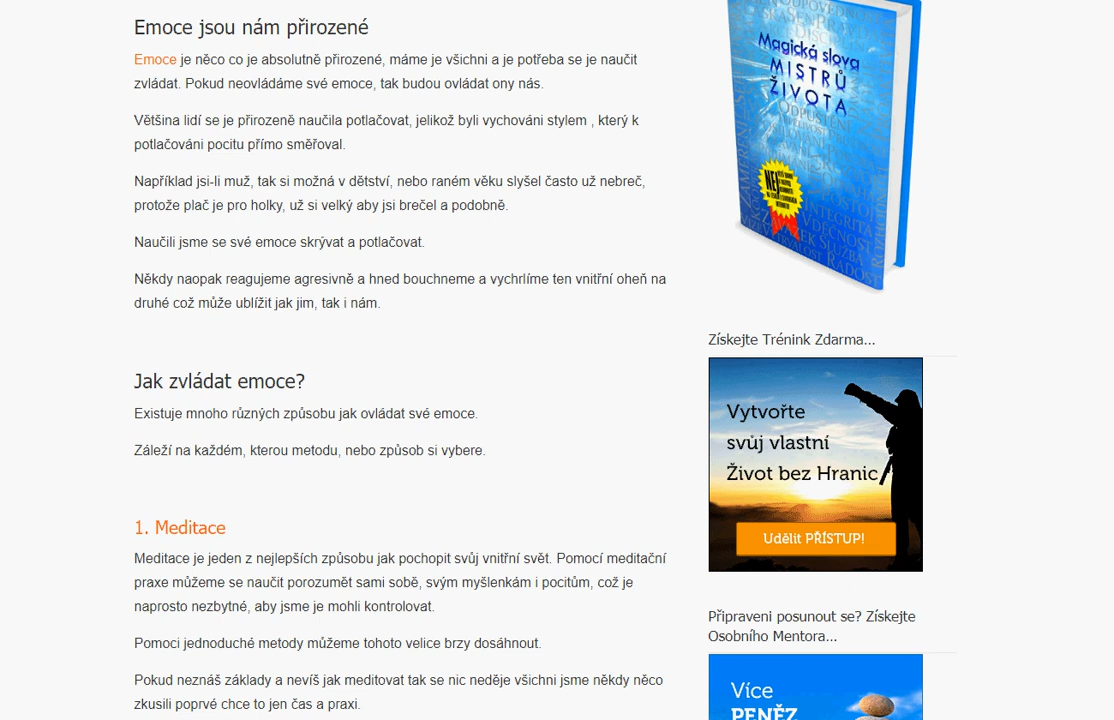 Emoce jsou nám přirozené
Emoce je něco co je absolutně přirozené, máme je všichni a je potřeba se je naučit
zvládat. Pokud neovládáme své emoce, tak budou ovládat ony nás.
Většina lidí se je přirozeně naučila potlačovat, jelikož byli vychováni stylem , který k
potlačováni pocitu přímo směřoval.
Například jsi-li muž, tak si možná v dětství, nebo raném věku slyšel často už nebreč,
protože plač je pro holky, už si velký aby jsi brečel a podobně.
Naučili jsme se své emoce skrývat a potlačovat.
Někdy naopak reagujeme agresivně a hned bouchneme a vychrlíme ten vnitřní oheň na
druhé což může ublížit jak jim, tak i nám.
Jak zvládat emoce?
Existuje mnoho různých způsobu jak ovládat své emoce.
Záleží na každém, kterou metodu, nebo způsob si vybere.
1. Meditace
Meditace je jeden z nejlepších způsobu jak pochopit svůj vnitřní svět. Pomocí meditační
praxe můžeme se naučit porozumět sami sobě, svým myšlenkám i pocitům, což je
naprosto nezbytné, aby jsme je mohli kontrolovat.
Pomoci jednoduché metody můžeme tohoto velice brzy dosáhnout.
Pokud neznáš základy a nevíš jak meditovat tak se nic neděje všichni jsme někdy něco
zkusili poprvé chce to jen čas a praxi.
Magická slova
MISTRŮ
ŽIVOTA
ODPUŠTĚNÍ
INTEGRITA
VDĚČNOST
SLUŽBA
RADOST
Získejte Trénink Zdarma...
Vytvořte
svůj vlastní
Život bez Hranic
Udělit PŘÍSTUP!
Připraveni posunout se? Získejte
Osobního Mentora...
Více
PENĚZ